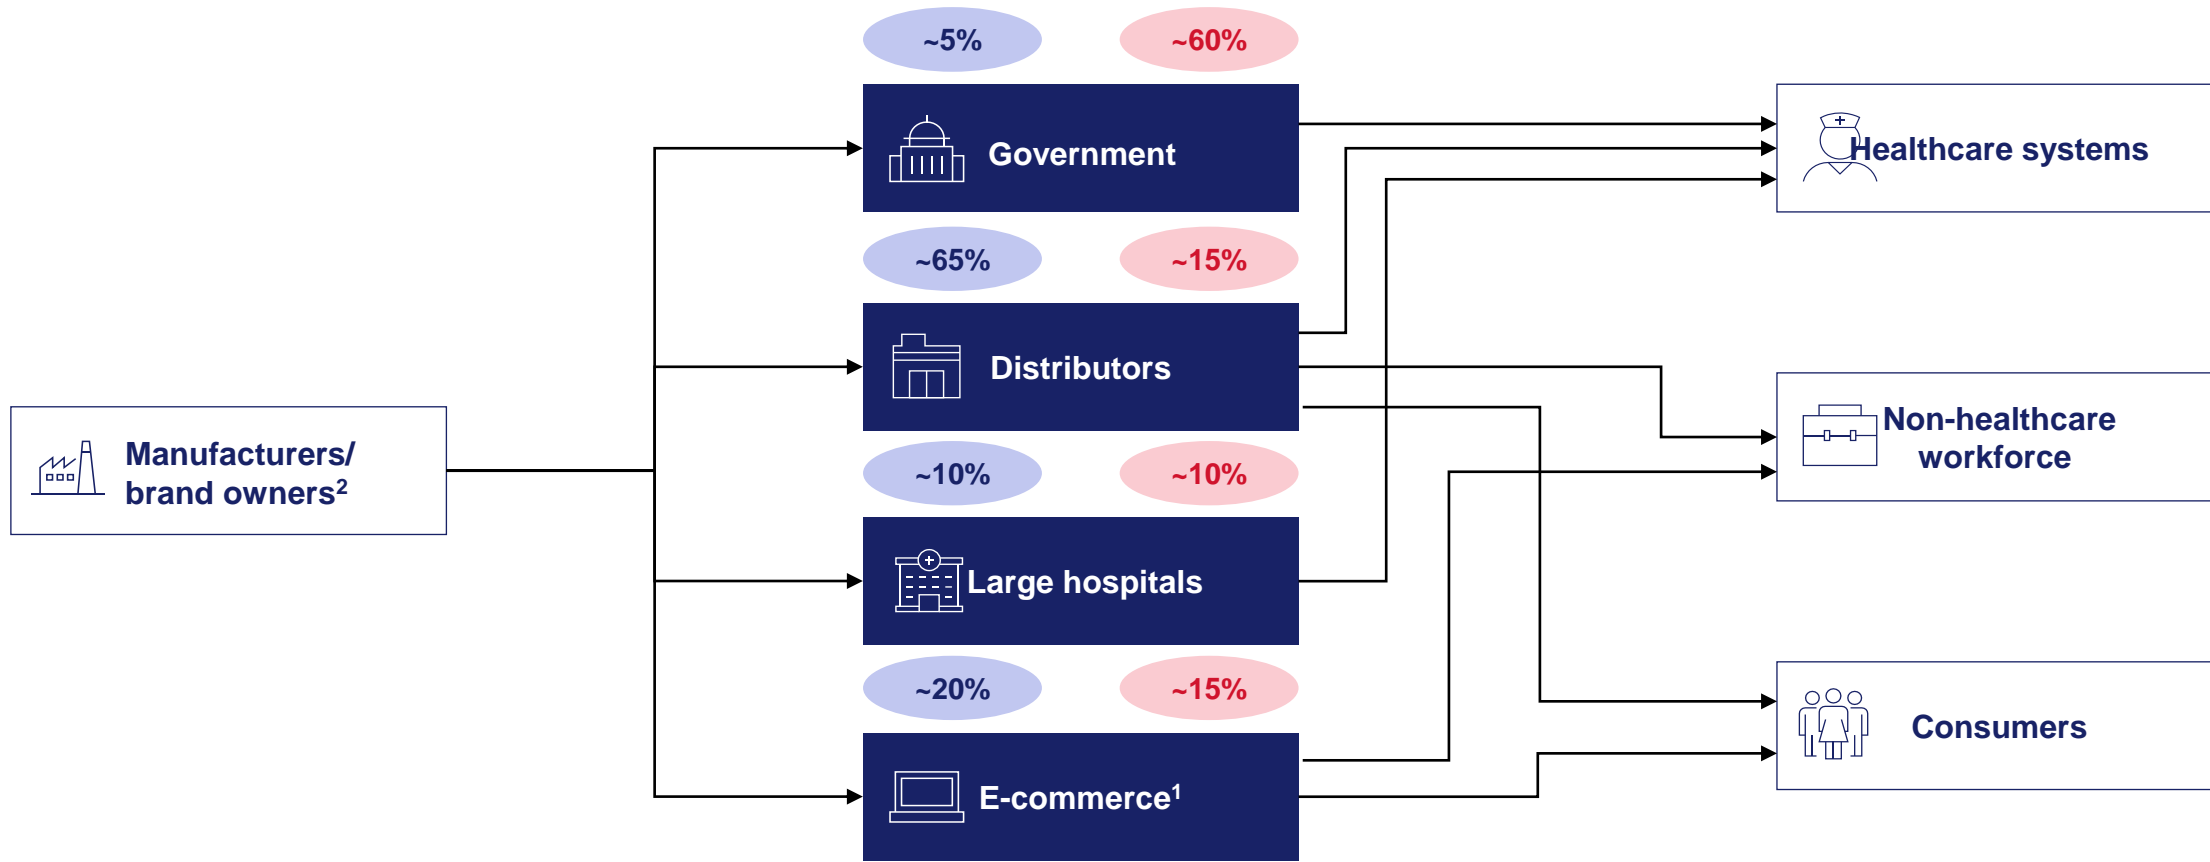 ~5%
~60%
Government
Healthcare systems
~65%
~15%
Distributors
Manufacturers/
brand owners²
~10%
~10%
Non-healthcare
workforce
Large hospitals
~20%
~15%
E-commerce¹
Consumers